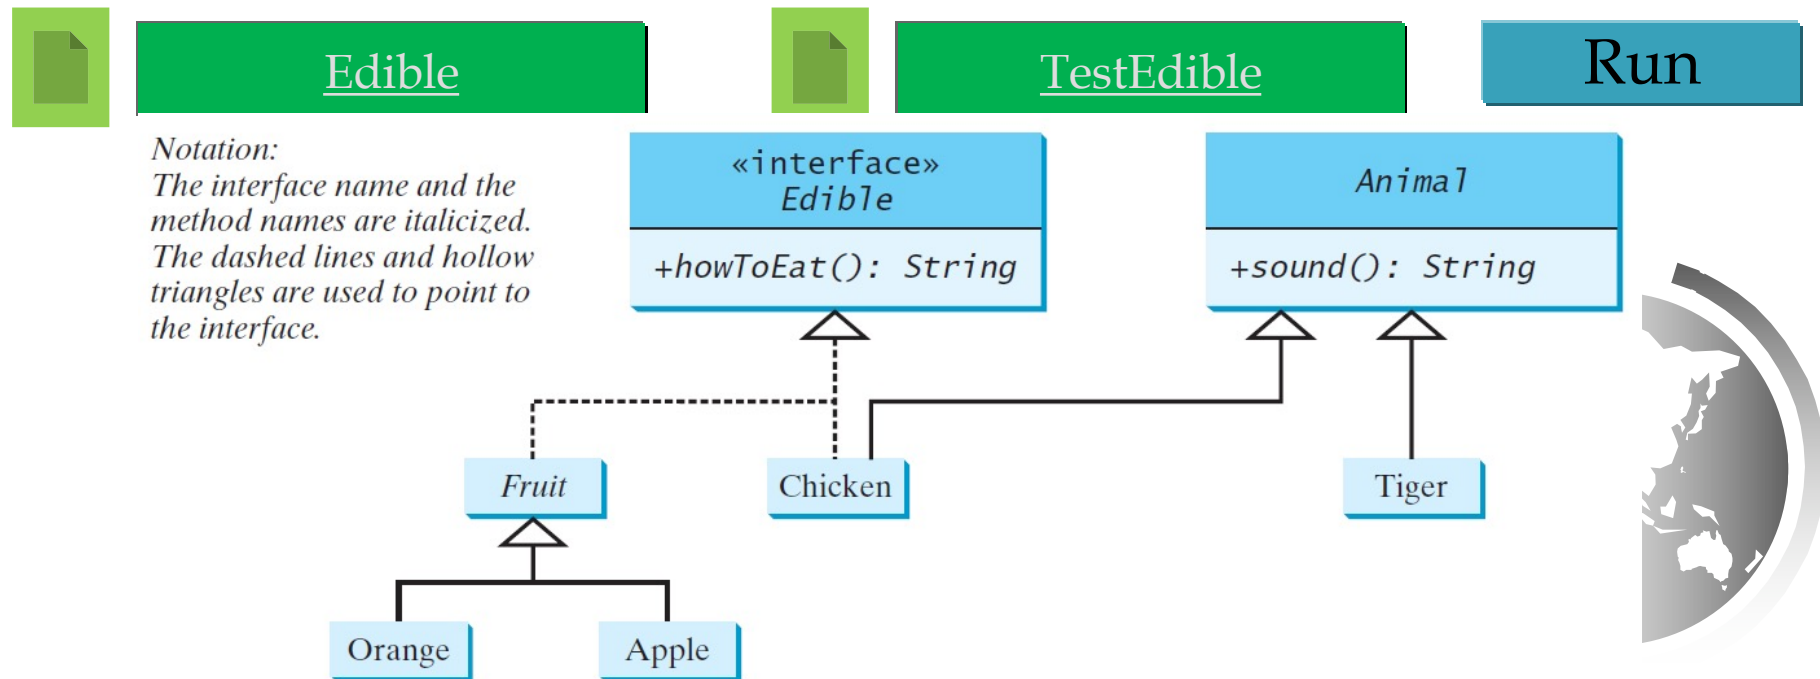 Edible
TestEdible
Run
Notation:
The interface name and the
method names are italicized.
The dashed lines and hollow
triangles are used to point to
the interface.
«interface»
Edible
+howToEat(): String
Animal
+sound(): String
Fruit
Chicken
Tiger
Orange
Apple